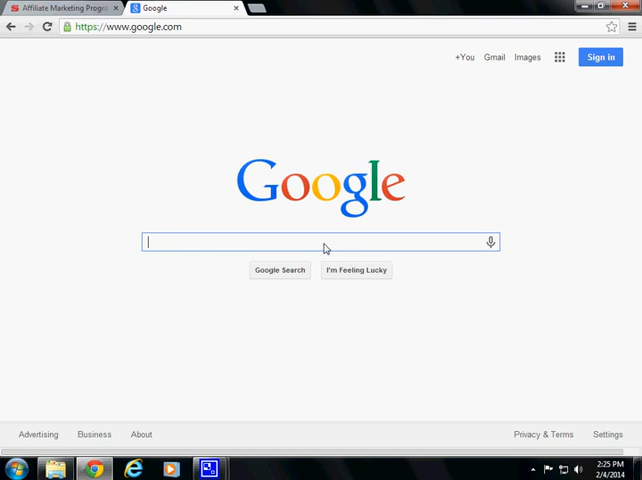 Affiliate Marketing Progra
Google
https://www.google.com
+You Gmail Images Sign in
Google
Google Search I'm Feeling Lucky
Advertising Business About Privacy & Terms Settings
2:25 PM
2/4/2014